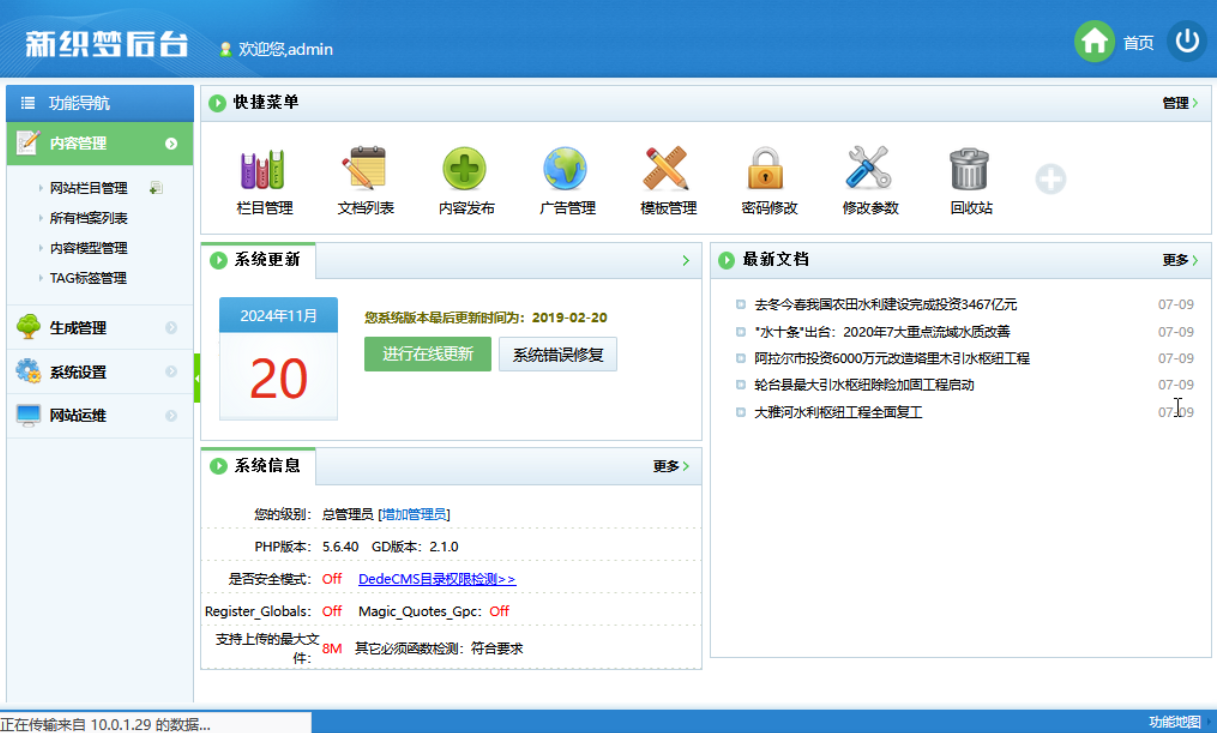 新织梦后台
欢迎您,admin
首页
功能导航
内容管理
网站栏目管理
所有档案列表
内容模型管理
TAG标签管理
生成管理
系统设置
网站运维
快捷菜单
管理
栏目管理
文档列表
内容发布
广告管理
模板管理
密码修改
修改参数
回收站
系统更新
2024年11月
20
您系统版本最后更新时间为：2019-02-20
进行在线更新
系统错误修复
系统信息
更多
您的级别： 总管理员 [增加管理员]
PHP版本： 5.6.40 GD版本：2.1.0
是否安全模式： Off DedeCMS目录权限检测>>
Register_Globals： Off Magic_Quotes_Gpc：Off
支持上传的最大文
件：
8M 其它必须函数检测：符合要求
最新文档
更多
去冬今春我国农田水利建设完成投资3467亿元 07-09
"水十条"出台：2020年7大重点流域水质改善 07-09
阿拉尔市投资6000万元改造塔里木引水枢纽工程 07-09
轮台县最大引水枢纽除险加固工程启动 07-09
大雅河水利枢纽工程全面复工 07-09
正在传输来自 10.0.1.29 的数据...
功能地图